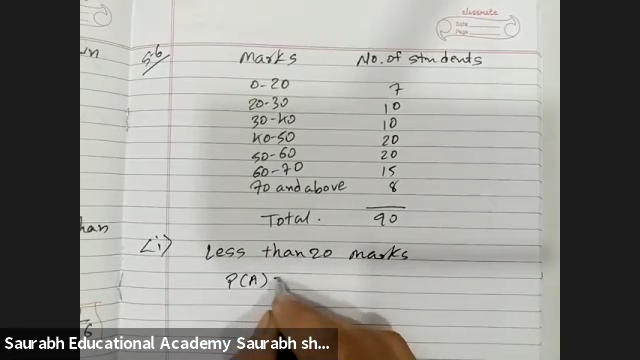 classmate
Date
Page
Marks No. of students
0-20 7
20-30 10
30-40 10
40-50 20
50-60 20
60-70 15
70 and above 8
Total. 90
(i) Less than 20 marks
P(A) =
Saurabh Educational Academy Saurabh sh...